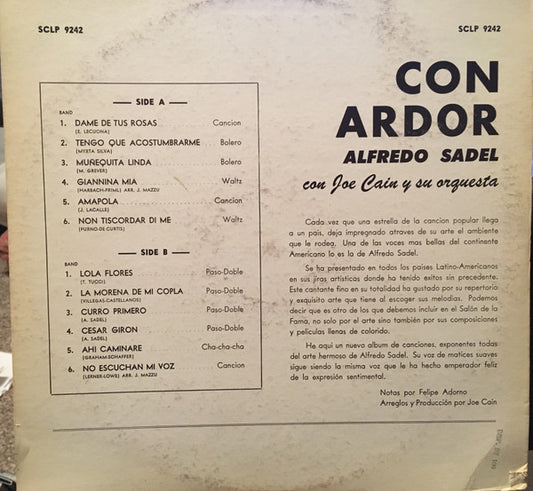 SCLP 9242
SCLP 9242
CON
ARDOR
ALFREDO SADEL
con Joe Cain y su orquesta
SIDE A
BAND
1. DAME DE TUS ROSAS Cancion
(E. LECUONA)
2. TENGO QUE ACOSTUMBRARME Bolero
(MYRTA SILVA)
3. MUÑEQUITA LINDA Bolero
(M. GREVER)
4. GIANNINA MIA Waltz
(HARBACH-FRIML) ARR. J. MAZZU
5. AMAPOLA Cancion
(J. LACALLE)
6. NON TISCORDAR DI ME Waltz
(FURNO-DE CURTIS)
SIDE B
BAND
1. LOLA FLORES Paso-Doble
(T. TUCCI)
2. LA MORENA DE MI COPLA Paso-Doble
(VILLEGAS-CASTELLANOS)
3. CURRO PRIMERO Paso-Doble
(A. SADEL)
4. CESAR GIRON Paso-Doble
(A. SADEL)
5. AHI CAMINARE Cha-cha-cha
(GRAHAM-SCHAFFER)
6. NO ESCUCHAN MI VOZ Cancion
(LERNER-LOWE) ARR. J. MAZZU
Cada vez que una estrella de la cancion popular llega
a un pais, deja impregnado atraves de su arte el ambiente
que le rodea. Una de las voces mas bellas del continente
Americano lo es la de Alfredo Sadel.
Se ha presentado en todos los paises Latino-Americanos
en sus jiras artisticas donde ha tenido exitos sin precedente.
Este cantante fino en su totalidad ha gustado por su repertorio
y exquisito arte que tiene al escoger sus melodias. Podemos
decir que es otro de los que debemos incluir en el Salón de la
Fama, no solo por el arte sino también por sus composiciones
y peliculas llenas de colorido.
He aqui un nuevo album de canciones, exponentes todas
del arte hermoso de Alfredo Sadel. Su voz de matices suaves
sigue siendo la misma voz que le ha hecho emperador feliz
de la expresión sentimental.
Notas por Felipe Adorno
Arreglos y Producción por Joe Cain